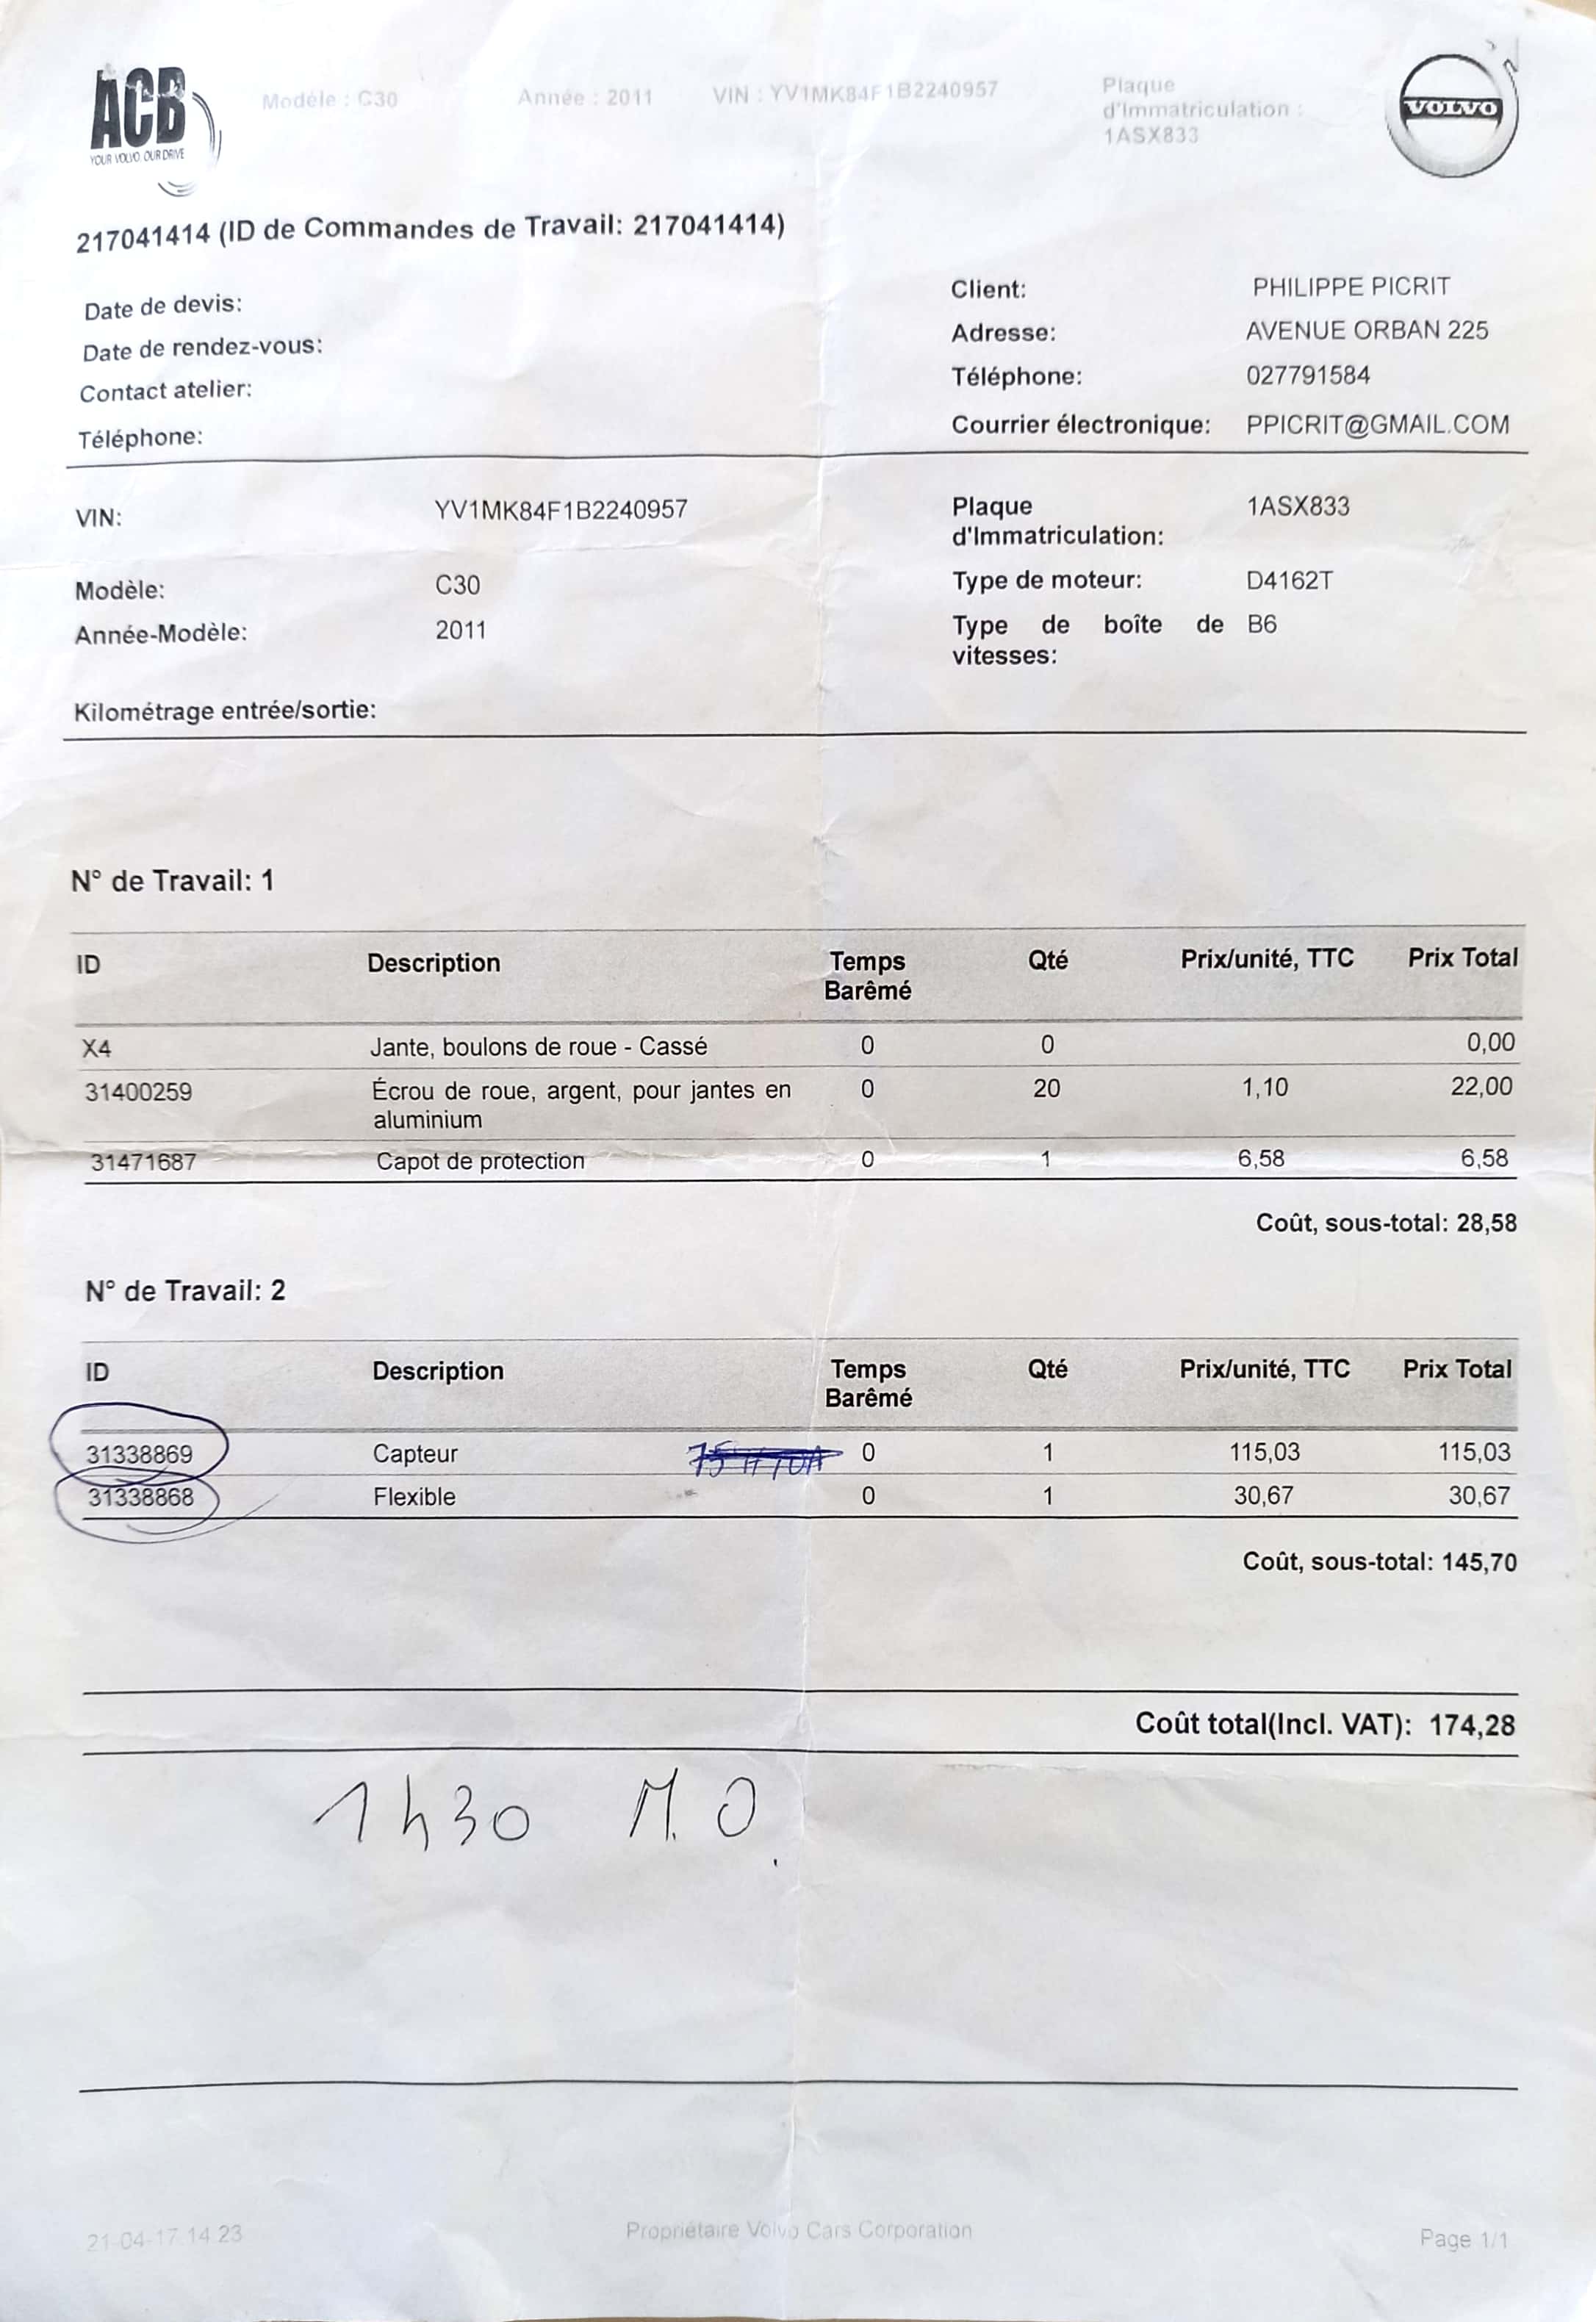 ACB
YOUR VOLVO OUR DRIVE
Modèle : C30
Année : 2011
VIN : YV1MK84F1B2240957
Plaque
d'Immatriculation :
1ASX833
VOLVO
217041414 (ID de Commandes de Travail: 217041414)
Date de devis:
Date de rendez-vous:
Contact atelier:
Téléphone:
Client: PHILIPPE PICRIT
Adresse: AVENUE ORBAN 225
Téléphone: 027791584
Courrier électronique: PPICRIT@GMAIL.COM
VIN: YV1MK84F1B2240957
Modèle: C30
Année-Modèle: 2011
Kilométrage entrée/sortie:
Plaque 1ASX833
d'Immatriculation:
Type de moteur: D4162T
Type de boîte de B6
vitesses:
N° de Travail: 1
ID Description Temps Qté Prix/unité, TTC Prix Total
Barêmé
X4 Jante, boulons de roue - Cassé 0 0 0,00
31400259 Écrou de roue, argent, pour jantes en 0 20 1,10 22,00
aluminium
31471687 Capot de protection 0 1 6,58 6,58
Coût, sous-total: 28,58
N° de Travail: 2
ID Description Temps Qté Prix/unité, TTC Prix Total
Barêmé
31338869 Capteur 0 1 115,03 115,03
31338868 Flexible 0 1 30,67 30,67
Coût, sous-total: 145,70
Coût total(Incl. VAT): 174,28
1h30 M.O.
21-04-17 14 23
Propriétaire Volvo Cars Corporation
Page 1/1